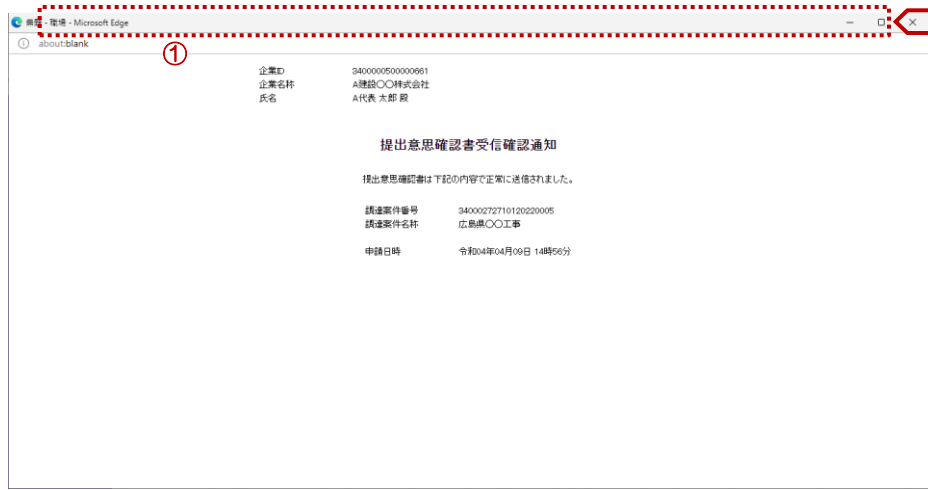 無題 - 職場 - Microsoft Edge
about:blank
①
企業ID 3400000500000661
企業名称 A建設〇〇株式会社
氏名 A代表 太郎 殿
提出意思確認書受信確認通知
提出意思確認書は下記の内容で正常に送信されました。
調達案件番号 34000272710120220005
調達案件名称 広島県〇〇工事
申請日時 令和04年04月09日 14時56分